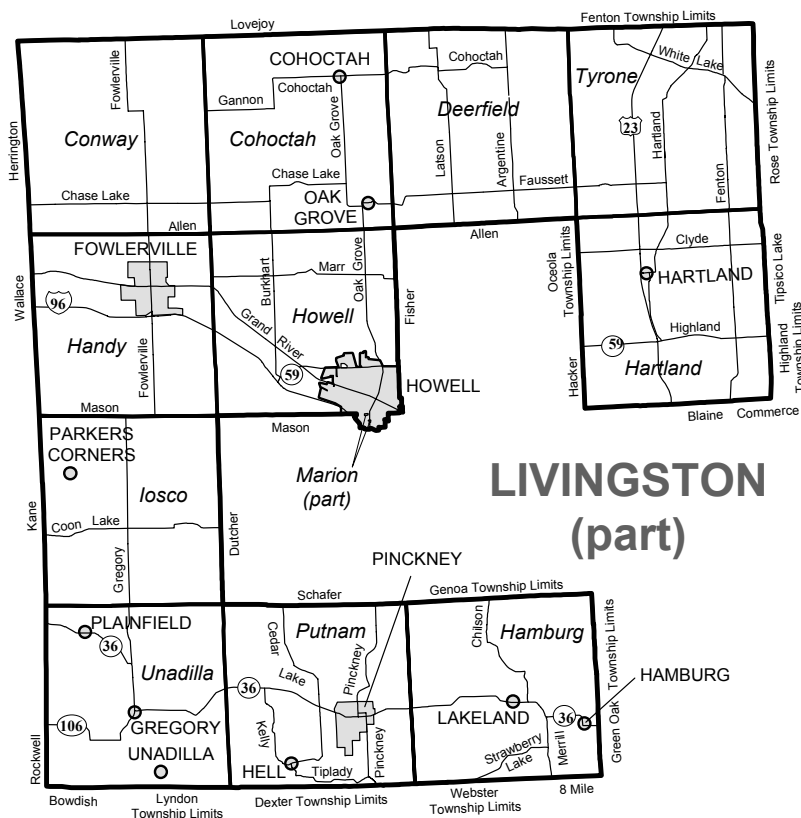 Lovejoy
Fenton Township Limits
COHOCTAH
Cohoctah
Cohoctah
White Lake
Tyrone
Fowlerville
Gannon
Deerfield
Conway
Cohoctah
Oak Grove
23
Hartland
Rose Township Limits
Herrington
Latson
Argentine
Fenton
Chase Lake
Chase Lake
Faussett
OAK
GROVE
Allen
Allen
FOWLERVILLE
Oak Grove
Oceola
Township Limits
Clyde
Tipsico Lake
Marr
HARTLAND
Wallace
96
Burkhart
Howell
Fisher
Grand River
Highland
Highland
Township
Limits
Handy
Fowlerville
59
59
Hartland
Hacker
HOWELL
Mason
Mason
Blaine
Commerce
PARKERS
CORNERS
Marion
(part)
Iosco
LIVINGSTON
(part)
Kane
Coon Lake
Dutcher
Gregory
PINCKNEY
Schafer
Genoa Township Limits
PLAINFIELD
Putnam
Hamburg
Cedar Lake
Chilson
36
Unadilla
Pinckney
Green Oak Township Limits
HAMBURG
36
106
GREGORY
Kelly
LAKELAND
36
Merrill
UNADILLA
HELL
Strawberry
Lake
Rockwell
Tiplady
Pinckney
Bowdish
Lyndon
Township Limits
Dexter Township Limits
Webster
Township Limits
8 Mile